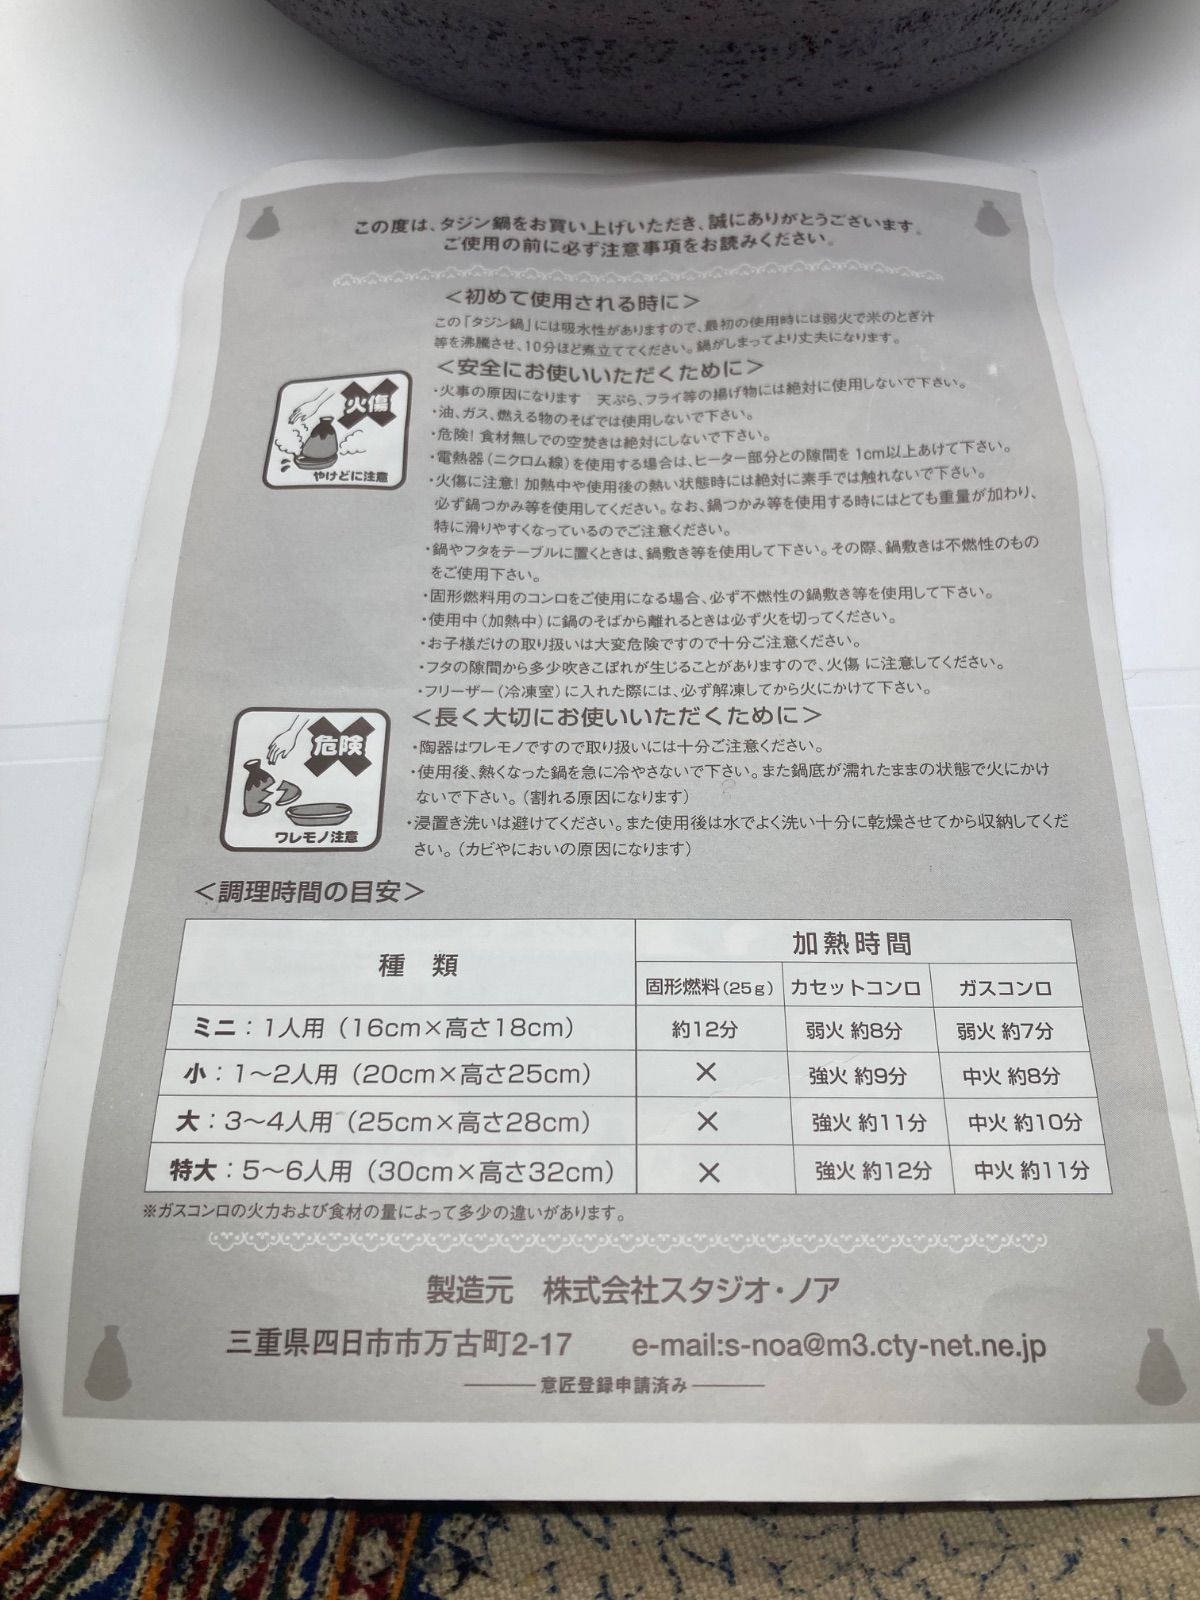 この度は、タジン鍋をお買い上げいただき、誠にありがとうございます。
ご使用の前に必ず注意事項をお読みください。
＜初めて使用される時に＞
この「タジン鍋」には吸水性がありますので、最初の使用時には弱火で米のとぎ汁
等を沸騰させ、10分ほど煮立ててください。鍋がしまってより丈夫になります。
＜安全にお使いいただくために＞
火傷
やけどに注意
・火事の原因になります　天ぷら、フライ等の揚げ物には絶対に使用しないで下さい。
・油、ガス、燃える物のそばでは使用しないで下さい。
・危険！食材無しでの空焚きは絶対にしないで下さい。
・電熱器（ニクロム線）を使用する場合は、ヒーター部分との隙間を1cm以上あけて下さい。
・火傷に注意！加熱中や使用後の熱い状態時には絶対に素手では触れないで下さい。
必ず鍋つかみ等を使用してください。なお、鍋つかみ等を使用する時にはとても重量が加わり、
特に滑りやすくなっているのでご注意ください。
・鍋やフタをテーブルに置くときは、鍋敷き等を使用して下さい。その際、鍋敷きは不燃性のもの
をご使用下さい。
・固形燃料用のコンロをご使用になる場合、必ず不燃性の鍋敷き等を使用して下さい。
・使用中（加熱中）に鍋のそばから離れるときは必ず火を切ってください。
・お子様だけの取り扱いは大変危険ですので十分ご注意ください。
・フタの隙間から多少吹きこぼれが生じることがありますので、火傷に注意してください。
・フリーザー（冷凍室）に入れた際には、必ず解凍してから火にかけて下さい。
＜長く大切にお使いいただくために＞
危険
ワレモノ注意
・陶器はワレモノですので取り扱いには十分ご注意ください。
・使用後、熱くなった鍋を急に冷やさないで下さい。また鍋底が濡れたままの状態で火にかけ
ないで下さい。（割れる原因になります）
・浸置き洗いは避けてください。また使用後は水でよく洗い十分に乾燥させてから収納してくだ
さい。（カビやにおいの原因になります）
＜調理時間の目安＞
種　類　加熱時間
固形燃料（25g）　カセットコンロ　ガスコンロ
ミニ：1人用（16cm×高さ18cm）　約12分　弱火 約8分　弱火 約7分
小：1〜2人用（20cm×高さ25cm）　×　強火 約9分　中火 約8分
大：3〜4人用（25cm×高さ28cm）　×　強火 約11分　中火 約10分
特大：5〜6人用（30cm×高さ32cm）　×　強火 約12分　中火 約11分
※ガスコンロの火力および食材の量によって多少の違いがあります。
製造元　株式会社スタジオ・ノア
三重県四日市市万古町2-17　e-mail:s-noa@m3.cty-net.ne.jp
意匠登録申請済み